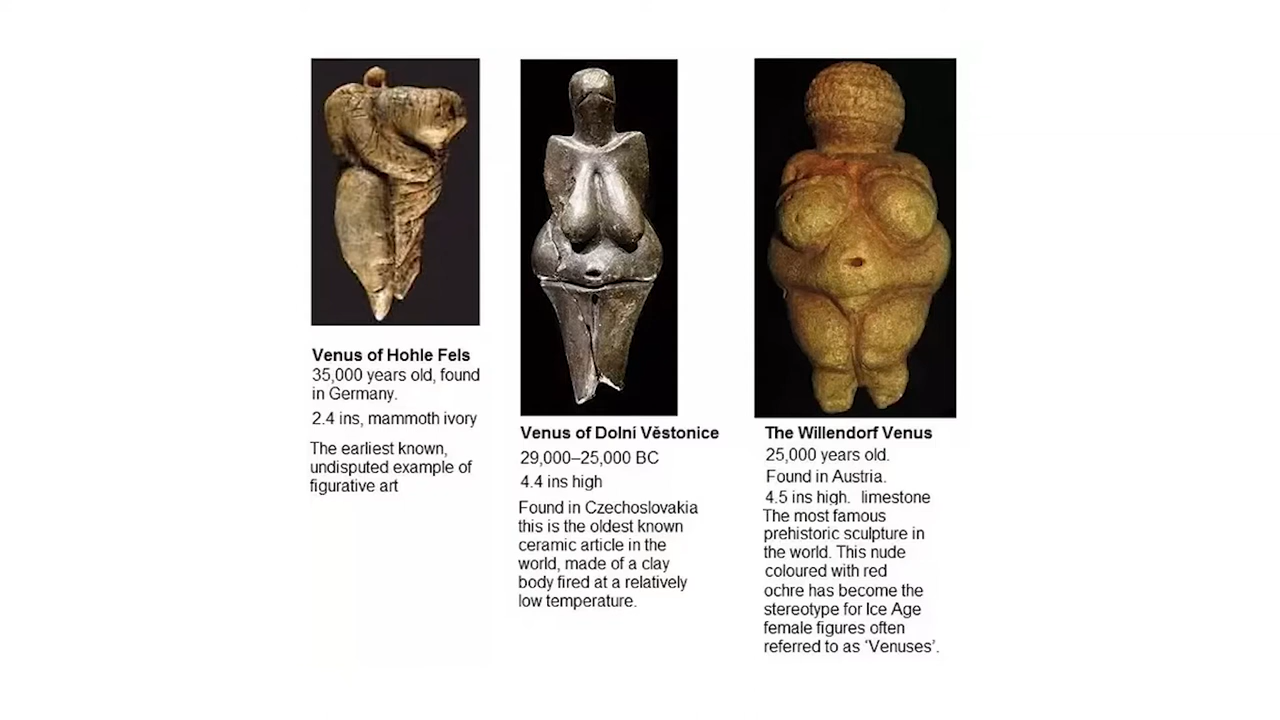 Venus of Hohle Fels
35,000 years old, found
in Germany.
2.4 ins, mammoth ivory
The earliest known,
undisputed example of
figurative art
Venus of Dolní Vĕstonice
29,000–25,000 BC
4.4 ins high
Found in Czechoslovakia
this is the oldest known
ceramic article in the
world, made of a clay
body fired at a relatively
low temperature.
The Willendorf Venus
25,000 years old.
Found in Austria.
4.5 ins high.  limestone
The most famous
prehistoric sculpture in
the world. This nude
coloured with red
ochre has become the
stereotype for Ice Age
female figures often
referred to as ‘Venuses’.